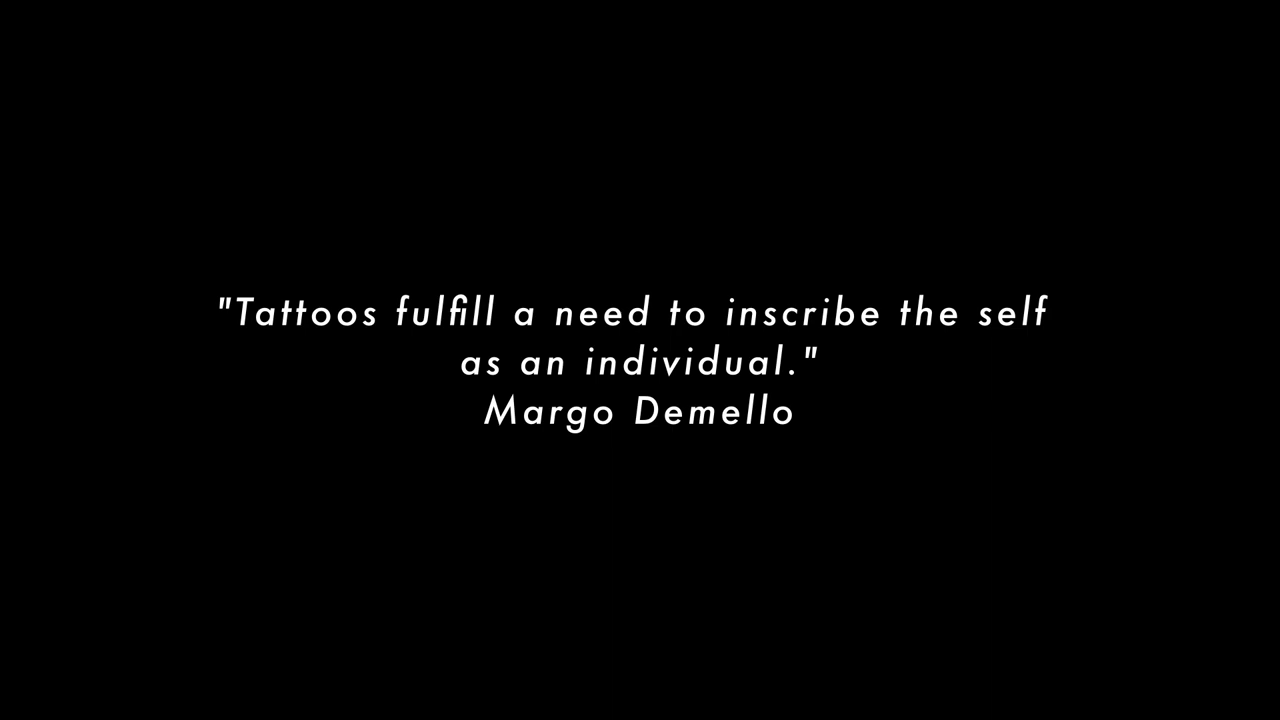 "Tattoos fulfill a need to inscribe the self
as an individual."
Margo Demello